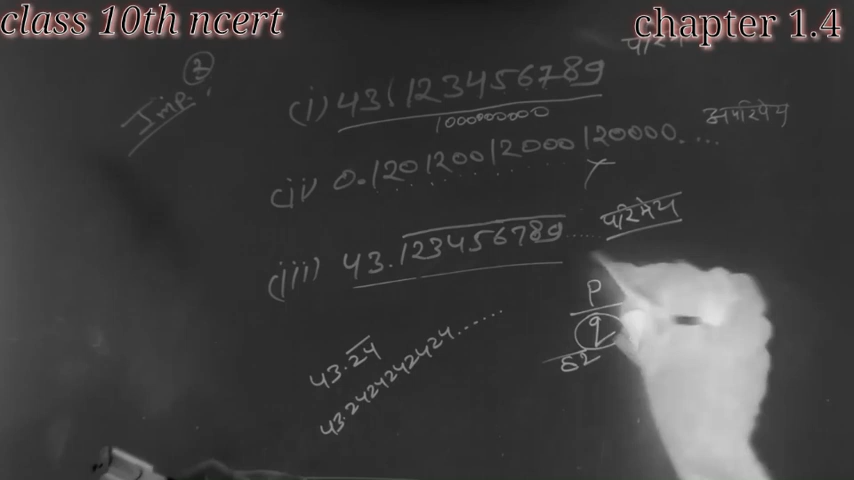 class 10th ncert
chapter 1.4
Imp. 3
(i) 43.123456789
1000000000
(ii) 0.120120012000120000.... अपरिमेय
(iii) 43.123456789...... परिमेय
P
q
43.24
43.2424242424......